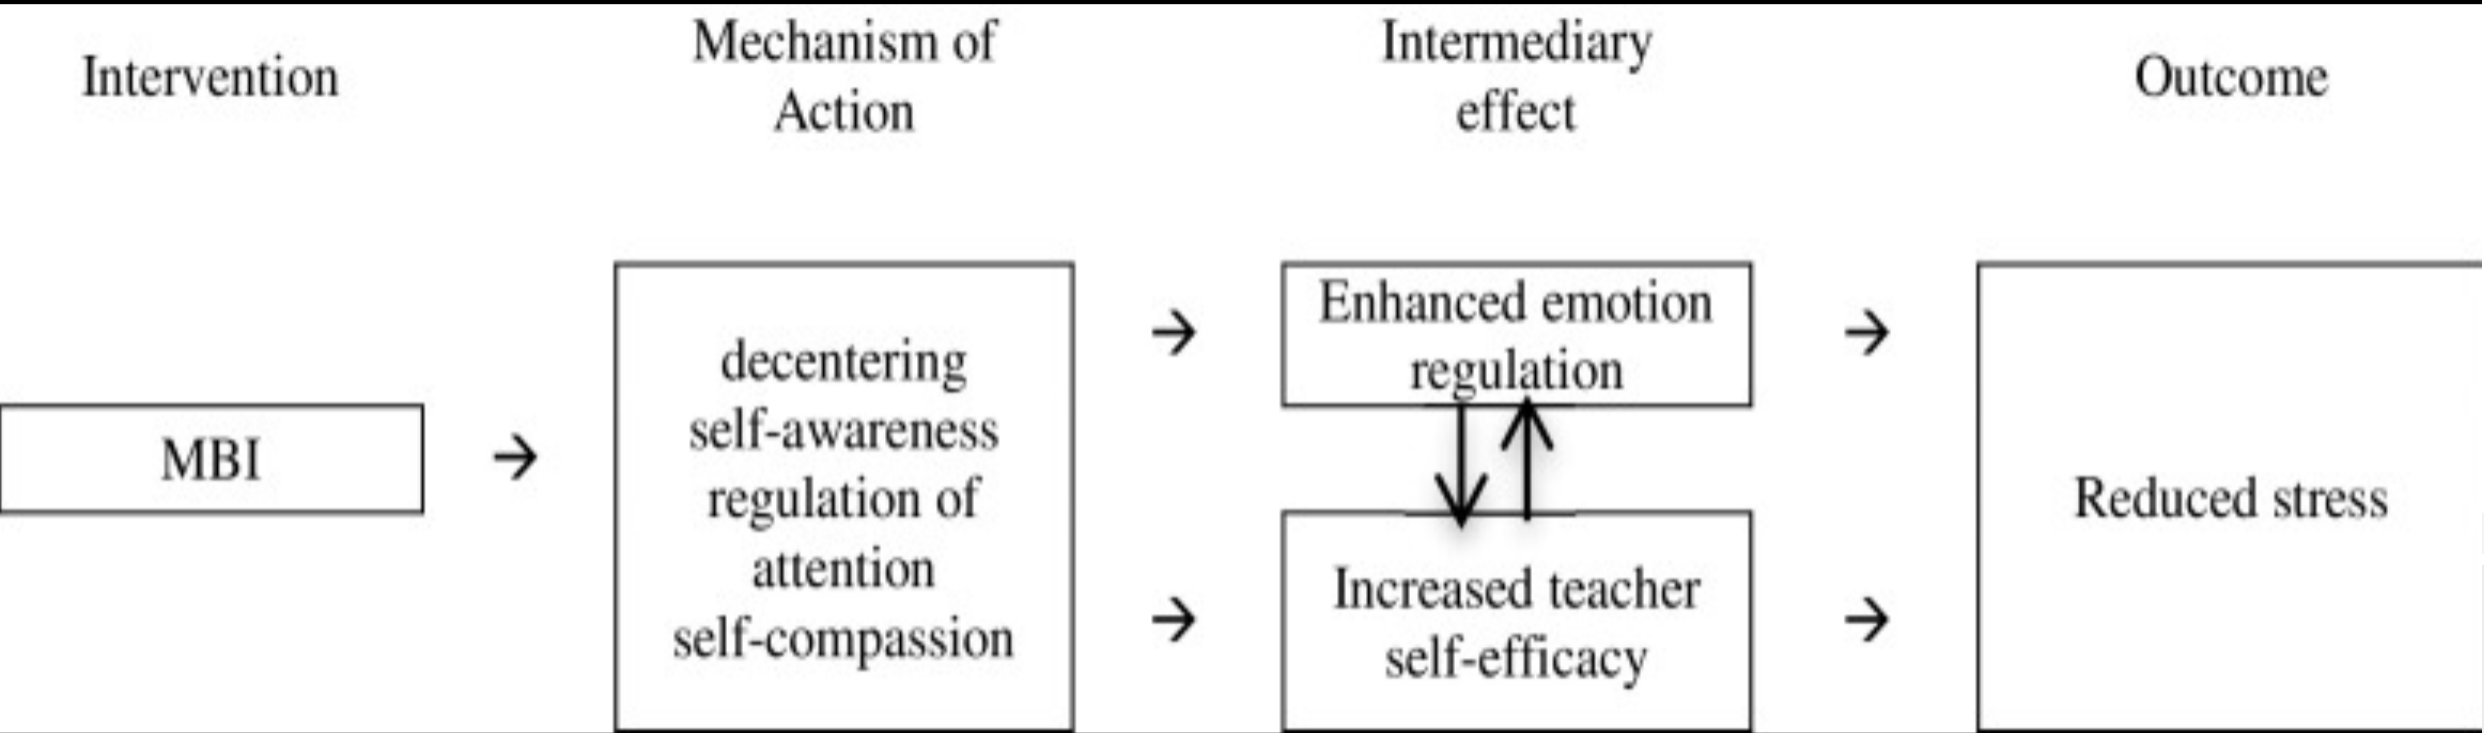 Intervention
Mechanism of
Action
Intermediary
effect
Outcome
MBI
→
decentering
self-awareness
regulation of
attention
self-compassion
→
→
Enhanced emotion
regulation
Increased teacher
self-efficacy
→
→
Reduced stress